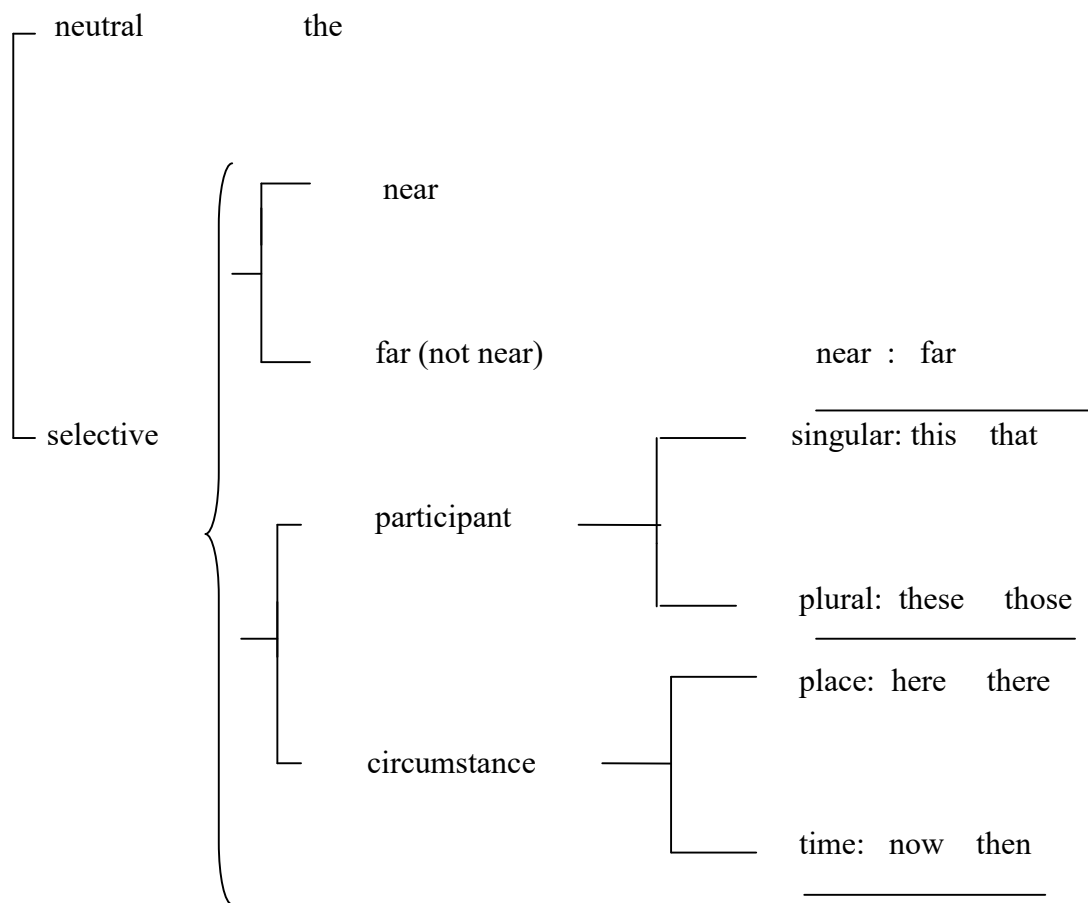 neutral the
near
far (not near) near : far
selective singular: this that
participant
plural: these those
place: here there
circumstance
time: now then